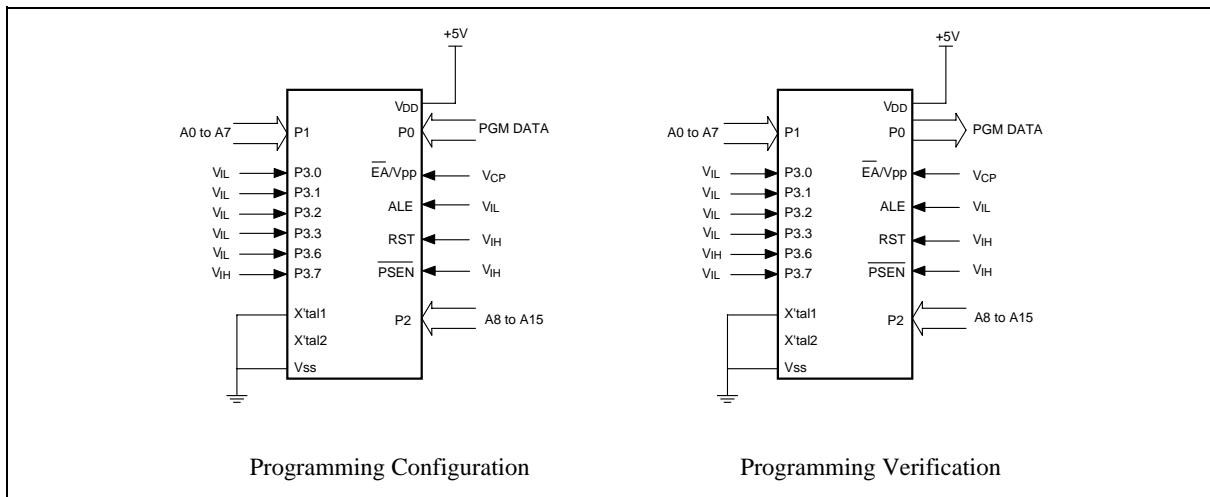 +5V
VDD
A0 to A7
P1
P0
PGM DATA
VIL
P3.0
EA/Vpp
VCP
VIL
P3.1
VIL
P3.2
ALE
VIL
VIL
P3.3
RST
VIH
VIL
P3.6
VIH
P3.7
PSEN
VIH
X'tal1
P2
A8 to A15
X'tal2
Vss
Programming Configuration
+5V
VDD
A0 to A7
P1
P0
PGM DATA
VIL
P3.0
EA/Vpp
VCP
VIL
P3.1
VIL
P3.2
ALE
VIL
VIL
P3.3
RST
VIH
VIH
P3.6
VIL
P3.7
PSEN
VIH
X'tal1
P2
A8 to A15
X'tal2
Vss
Programming Verification